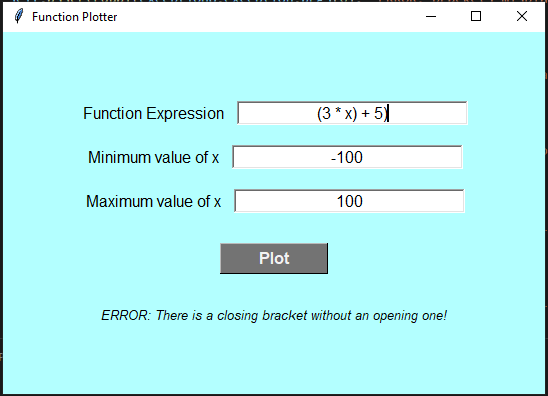 Function Plotter
Function Expression (3 * x) + 5)
Minimum value of x -100
Maximum value of x 100
Plot
ERROR: There is a closing bracket without an opening one!